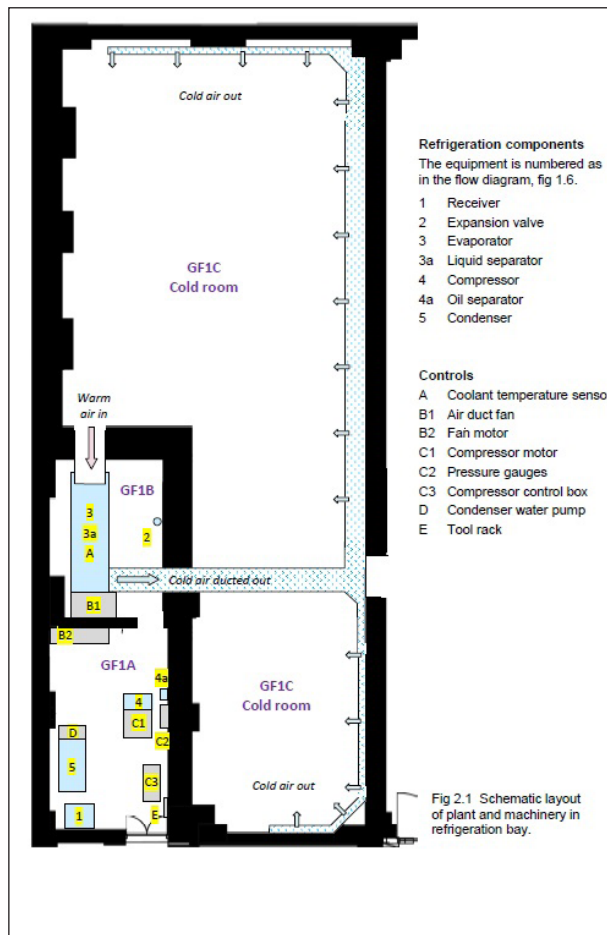 Cold air out
GF1C
Cold room
Warm
air in
GF1B
3
3a
A
2
Cold air ducted out
B1
B2
GF1A
4a
4
C1
C2
D
5
C3
1
E
GF1C
Cold room
Cold air out
Refrigeration components
The equipment is numbered as
in the flow diagram, fig 1.6.
1 Receiver
2 Expansion valve
3 Evaporator
3a Liquid separator
4 Compressor
4a Oil separator
5 Condenser
Controls
A Coolant temperature senso
B1 Air duct fan
B2 Fan motor
C1 Compressor motor
C2 Pressure gauges
C3 Compressor control box
D Condenser water pump
E Tool rack
Fig 2.1 Schematic layout
of plant and machinery in
refrigeration bay.